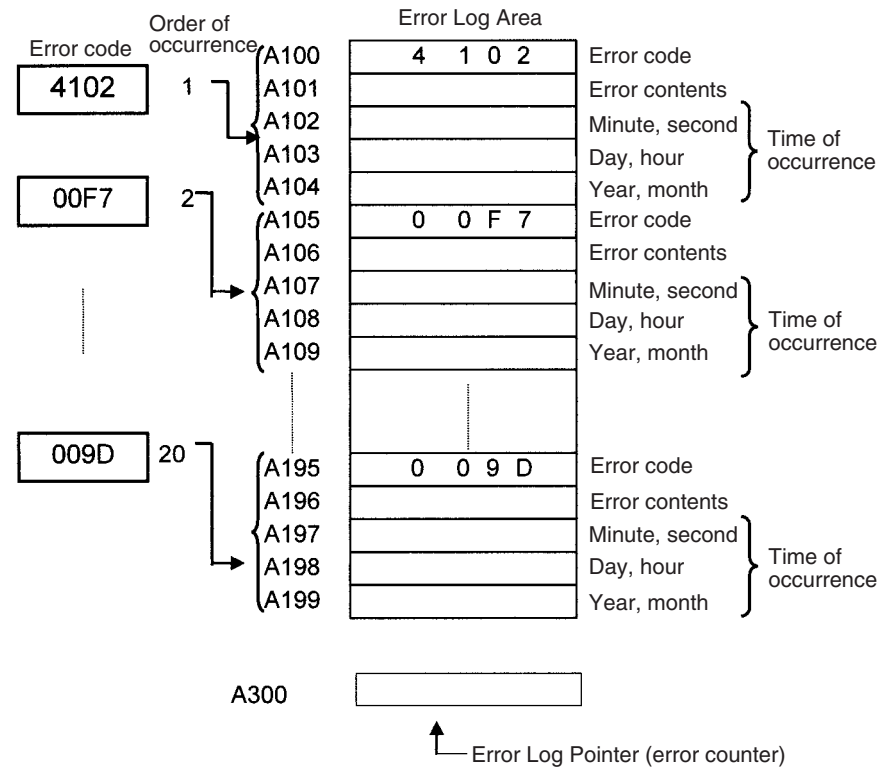 Error Log Area
Order of
occurrence
Error code
4102 1
A100 4 1 0 2 Error code
A101 Error contents
A102 Minute, second
A103 Day, hour
A104 Year, month
Time of
occurrence
00F7 2
A105 0 0 F 7 Error code
A106 Error contents
A107 Minute, second
A108 Day, hour
A109 Year, month
Time of
occurrence
009D 20
A195 0 0 9 D Error code
A196 Error contents
A197 Minute, second
A198 Day, hour
A199 Year, month
Time of
occurrence
A300
Error Log Pointer (error counter)